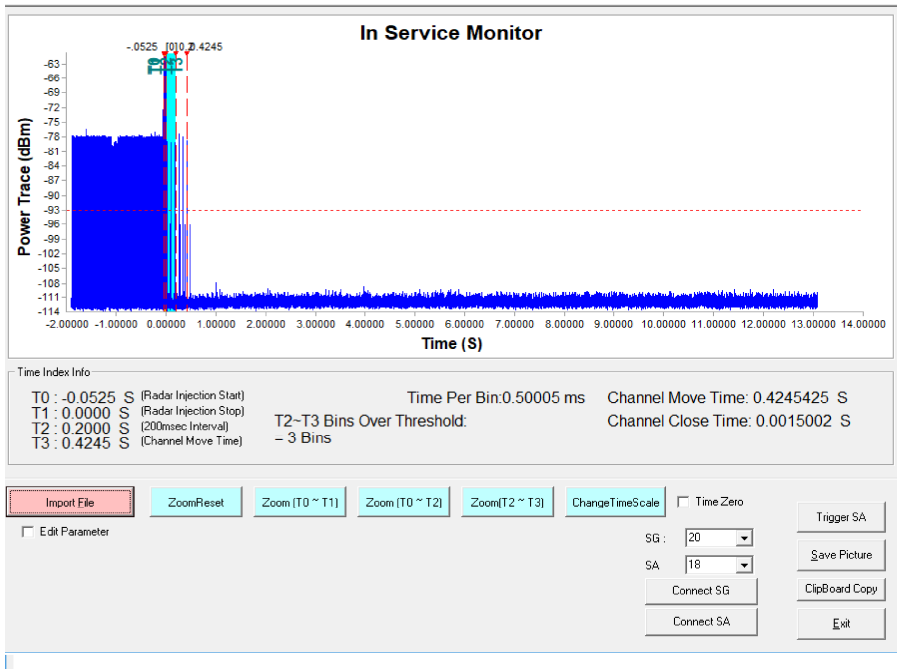 In Service Monitor
-.0525 [0]0.2 0.4245
T0 T2 T3
Power Trace (dBm)
-63
-66
-69
-72
-75
-78
-81
-84
-87
-90
-93
-96
-99
-102
-105
-108
-111
-114
-2.00000 -1.00000 0.00000 1.00000 2.00000 3.00000 4.00000 5.00000 6.00000 7.00000 8.00000 9.00000 10.00000 11.00000 12.00000 13.00000 14.00000
Time (S)
Time Index Info
T0 : -0.0525 S (Radar Injection Start)
T1 : 0.0000 S (Radar Injection Stop)
T2 : 0.2000 S (200msec Interval)
T3 : 0.4245 S (Channel Move Time)
Time Per Bin:0.50005 ms
T2~T3 Bins Over Threshold:
= 3 Bins
Channel Move Time: 0.4245425 S
Channel Close Time: 0.0015002 S
Import File ZoomReset Zoom (T0 ~ T1) Zoom (T0 ~ T2) Zoom(T2 ~ T3) ChangeTimeScale Time Zero
Edit Parameter
SG : 20
SA 18
Connect SG
Connect SA
Trigger SA
Save Picture
ClipBoard Copy
Exit